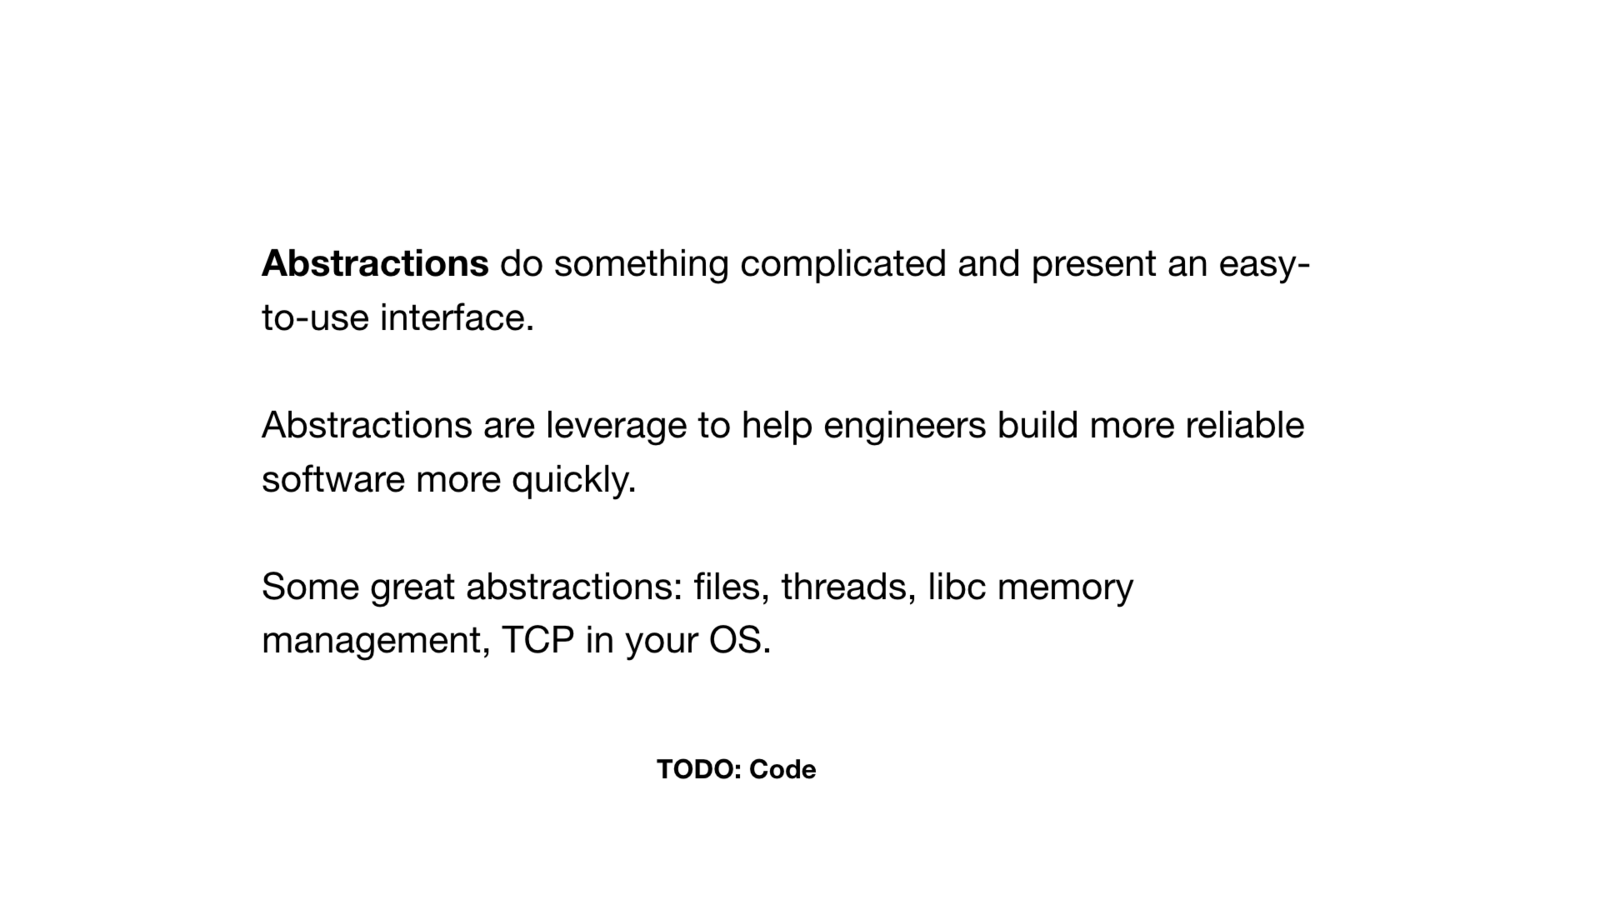 Abstractions do something complicated and present an easy-
to-use interface.
Abstractions are leverage to help engineers build more reliable
software more quickly.
Some great abstractions: files, threads, libc memory
management, TCP in your OS.
TODO: Code